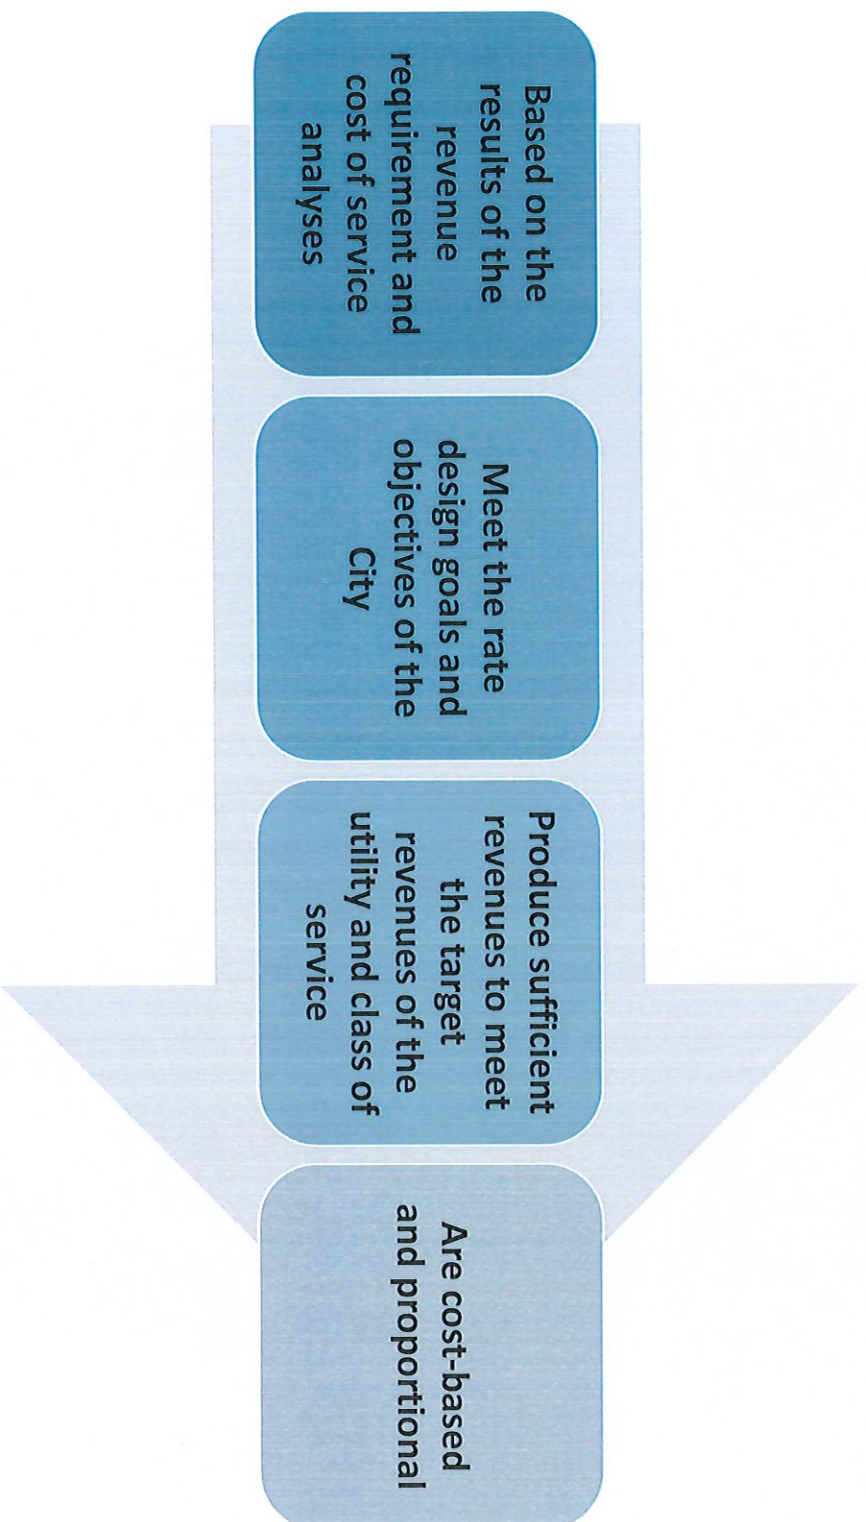 Based on the
results of the
revenue
requirement and
cost of service
analyses
Meet the rate
design goals and
objectives of the
City
Produce sufficient
revenues to meet
the target
revenues of the
utility and class of
service
Are cost-based
and proportional